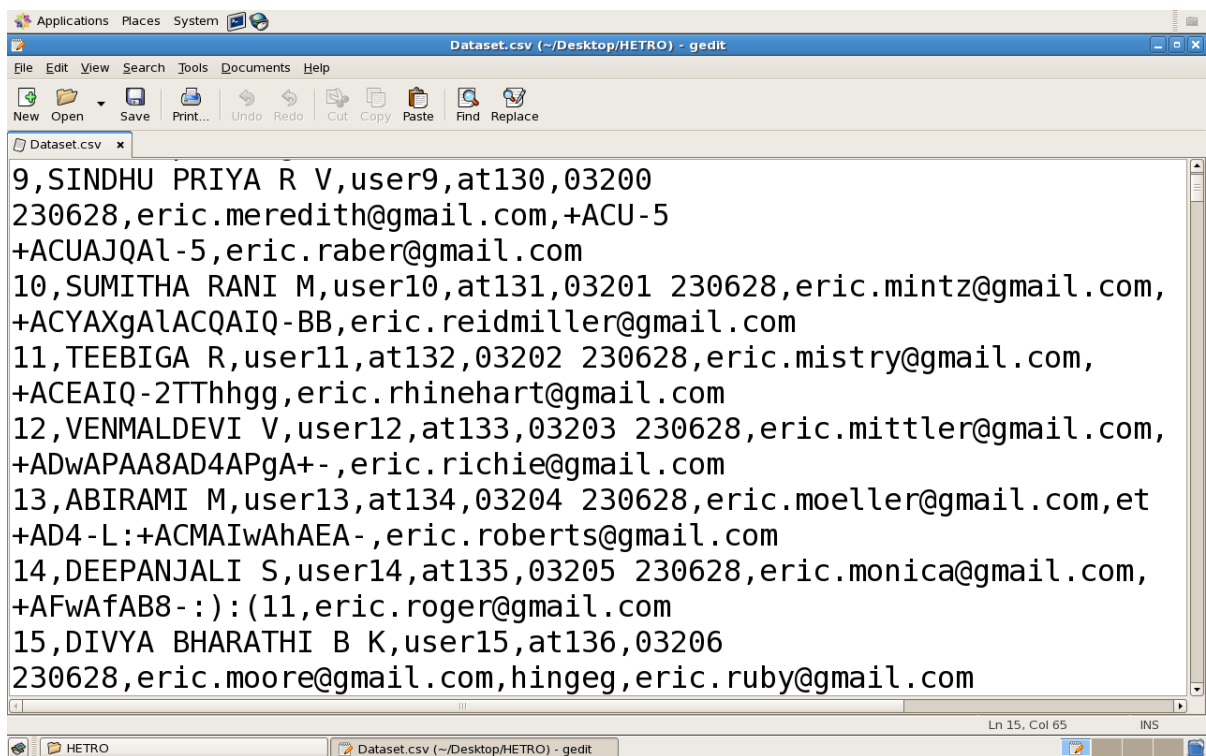 Applications Places System
Dataset.csv (~/Desktop/HETRO) - gedit
File Edit View Search Tools Documents Help
New Open Save Print... Undo Redo Cut Copy Paste Find Replace
Dataset.csv x
9,SINDHU PRIYA R V,user9,at130,03200
230628,eric.meredith@gmail.com,+ACU-5
+ACUAJQAl-5,eric.raber@gmail.com
10,SUMITHA RANI M,user10,at131,03201 230628,eric.mintz@gmail.com,
+ACYAXgAlACQAIQ-BB,eric.reidmiller@gmail.com
11,TEEBIGA R,user11,at132,03202 230628,eric.mistry@gmail.com,
+ACEAIQ-2TThhgg,eric.rhinehart@gmail.com
12,VENMALDEVI V,user12,at133,03203 230628,eric.mittler@gmail.com,
+ADwAPAA8AD4APgA+-,eric.richie@gmail.com
13,ABIRAMI M,user13,at134,03204 230628,eric.moeller@gmail.com,et
+AD4-L:+ACMAIwAhAEA-,eric.roberts@gmail.com
14,DEEPANJALI S,user14,at135,03205 230628,eric.monica@gmail.com,
+AFwAfAB8-:):(11,eric.roger@gmail.com
15,DIVYA BHARATHI B K,user15,at136,03206
230628,eric.moore@gmail.com,hingeg,eric.ruby@gmail.com
Ln 15, Col 65 INS
HETRO Dataset.csv (~/Desktop/HETRO) - gedit